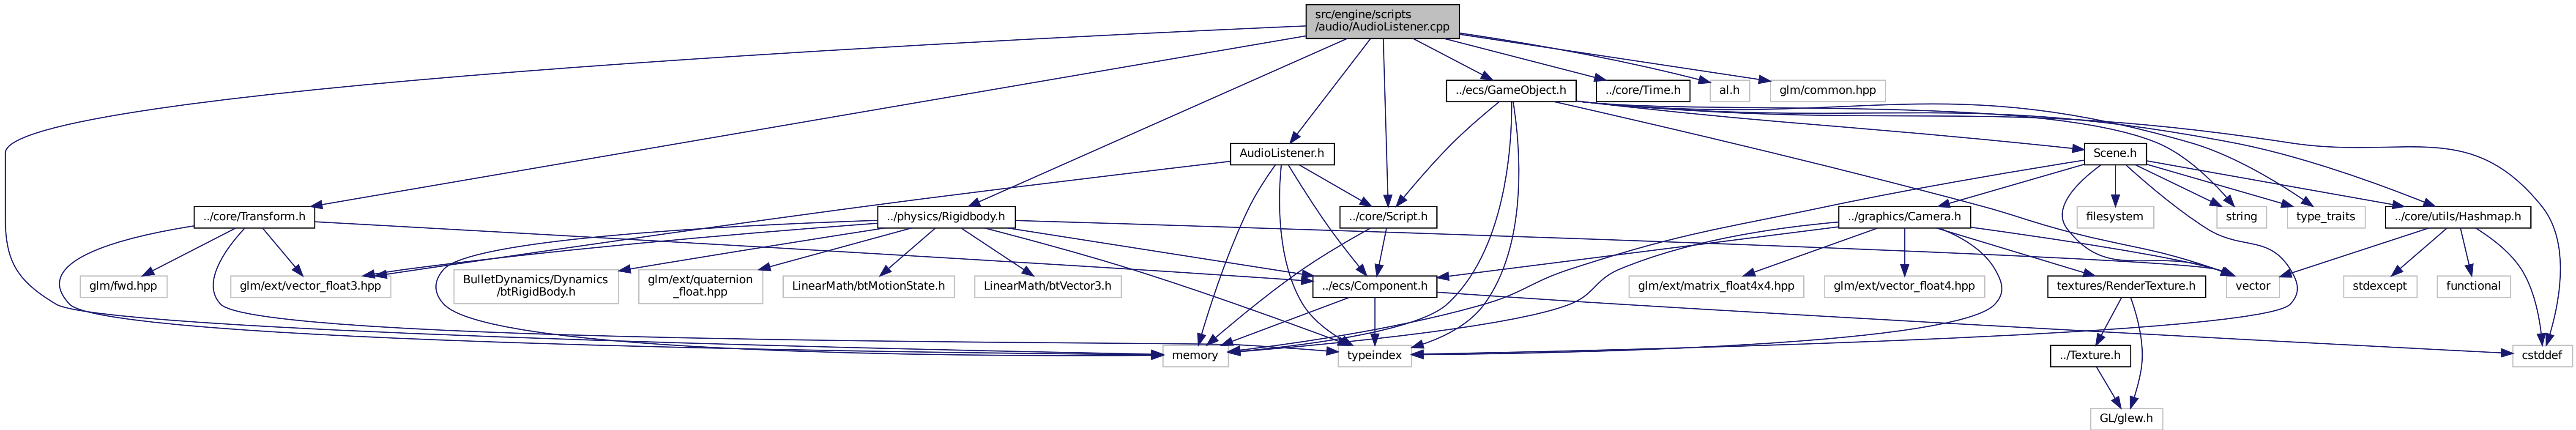 src/engine/scripts
/audio/AudioListener.cpp
../ecs/GameObject.h
../core/Time.h
al.h
glm/common.hpp
AudioListener.h
Scene.h
../core/Transform.h
../physics/Rigidbody.h
../core/Script.h
../graphics/Camera.h
filesystem
string
type_traits
../core/utils/Hashmap.h
glm/fwd.hpp
glm/ext/vector_float3.hpp
BulletDynamics/Dynamics
/btRigidBody.h
glm/ext/quaternion
_float.hpp
LinearMath/btMotionState.h
LinearMath/btVector3.h
../ecs/Component.h
glm/ext/matrix_float4x4.hpp
glm/ext/vector_float4.hpp
textures/RenderTexture.h
vector
stdexcept
functional
memory
typeindex
../Texture.h
cstddef
GL/glew.h